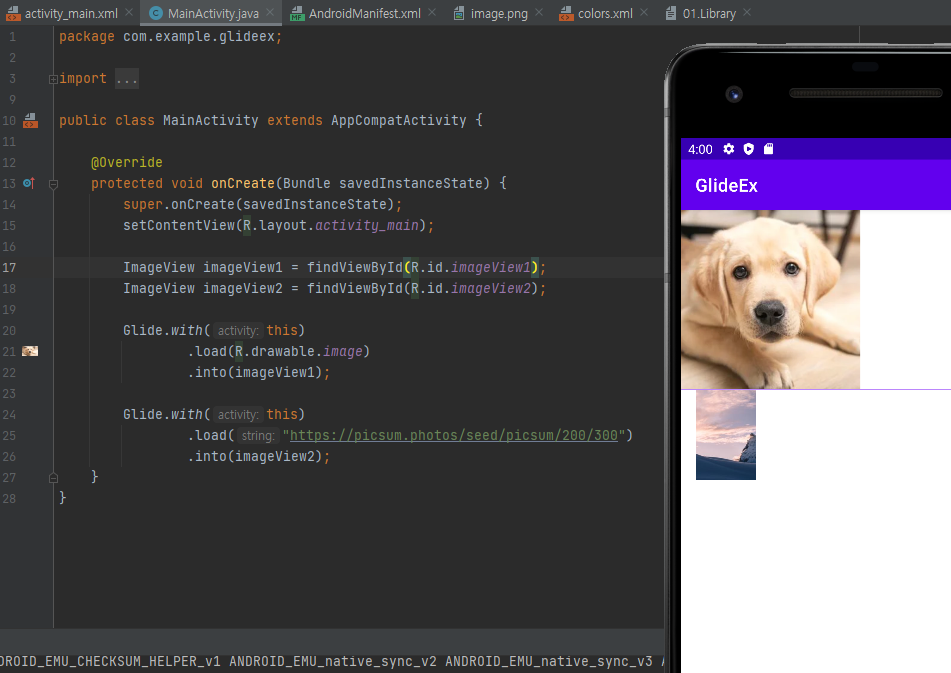 activity_main.xml MainActivity.java AndroidManifest.xml image.png colors.xml 01.Library
1 package com.example.glideex;
2
3 import ...
9
10 public class MainActivity extends AppCompatActivity {
11
12 @Override
13 protected void onCreate(Bundle savedInstanceState) {
14 super.onCreate(savedInstanceState);
15 setContentView(R.layout.activity_main);
16
17 ImageView imageView1 = findViewById(R.id.imageView1);
18 ImageView imageView2 = findViewById(R.id.imageView2);
19
20 Glide.with( activity: this)
21 .load(R.drawable.image)
22 .into(imageView1);
23
24 Glide.with( activity: this)
25 .load( string: "https://picsum.photos/seed/picsum/200/300")
26 .into(imageView2);
27 }
28 }
DROID_EMU_CHECKSUM_HELPER_v1 ANDROID_EMU_native_sync_v2 ANDROID_EMU_native_sync_v3
4:00
GlideEx